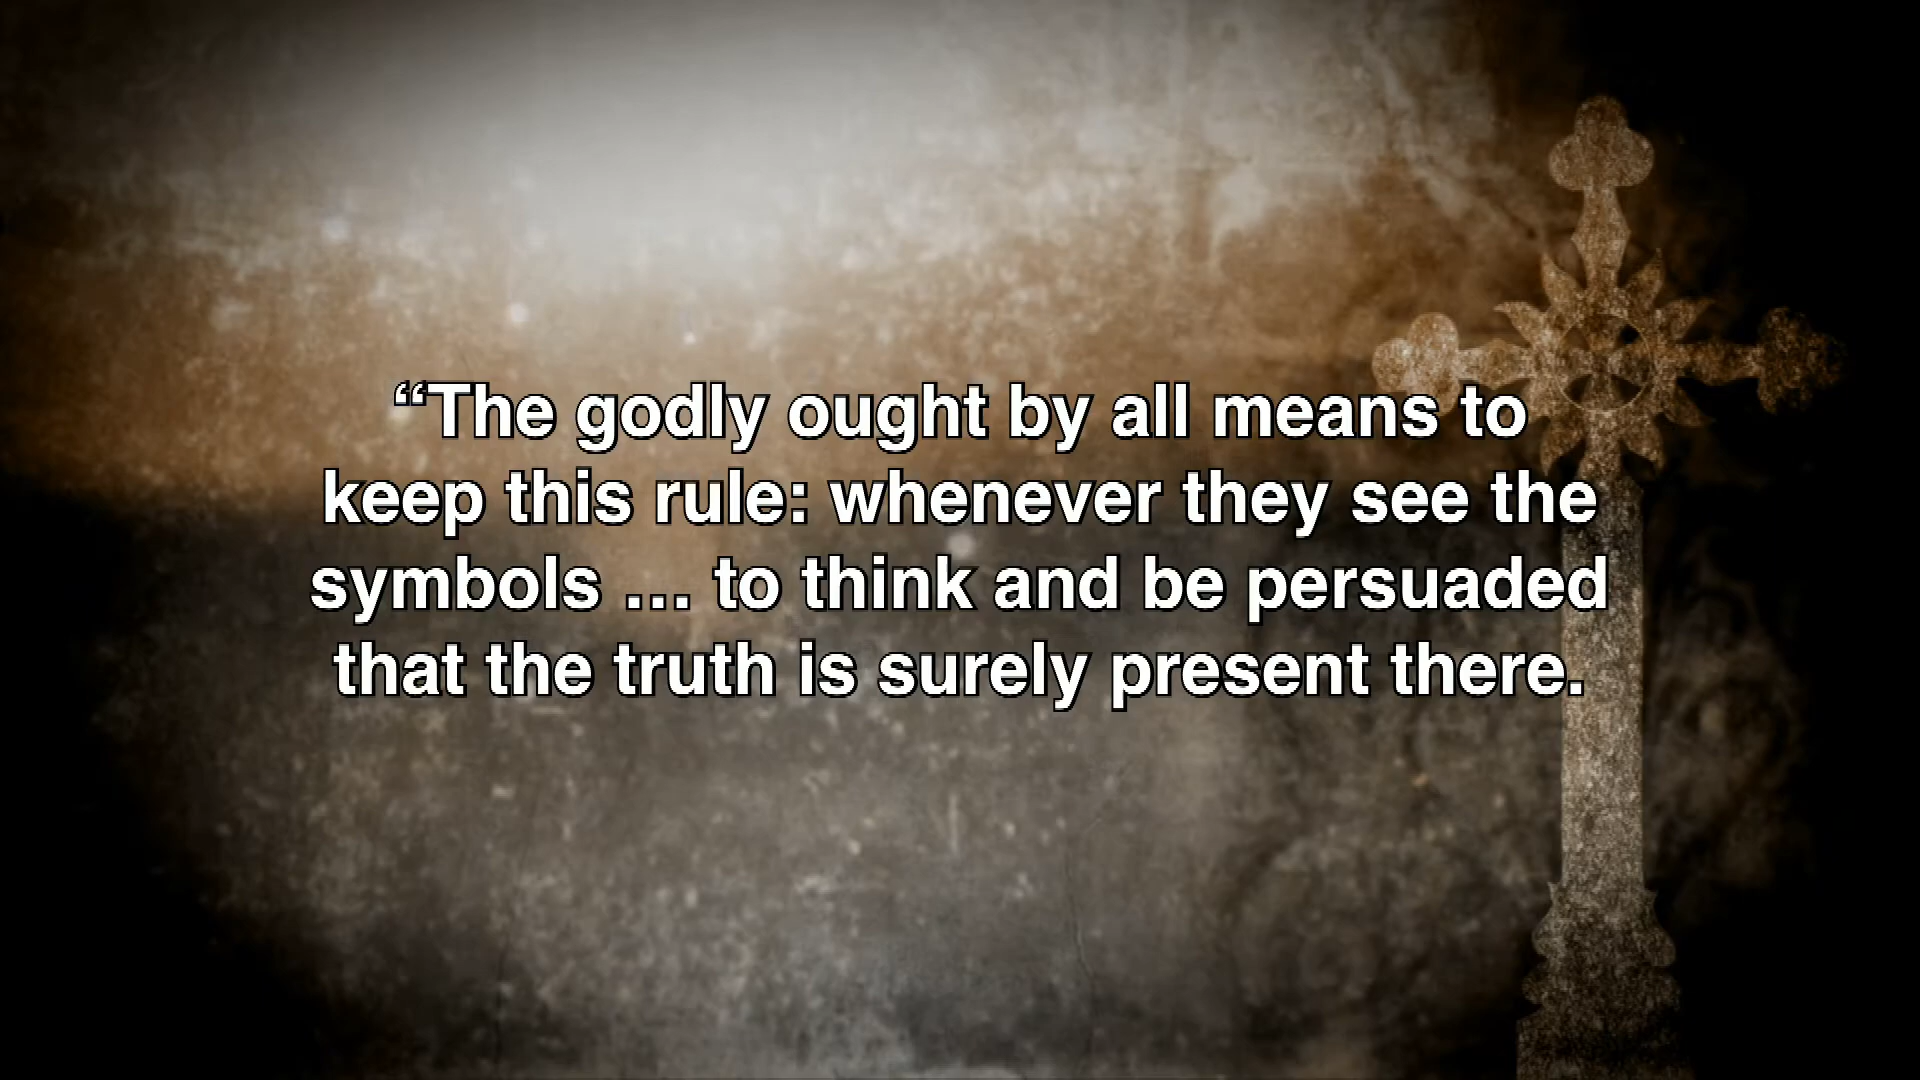 “The godly ought by all means to
keep this rule: whenever they see the
symbols … to think and be persuaded
that the truth is surely present there.